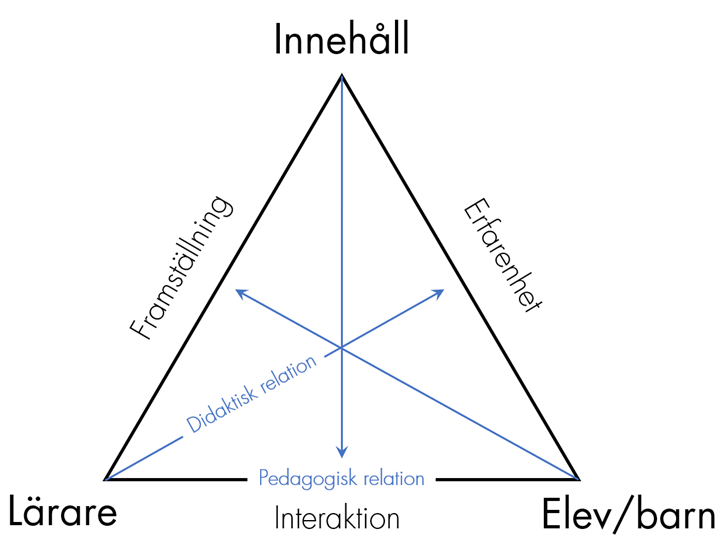 Innehåll
Framställning
Erfarenhet
Didaktisk relation
Pedagogisk relation
Lärare
Interaktion
Elev/barn